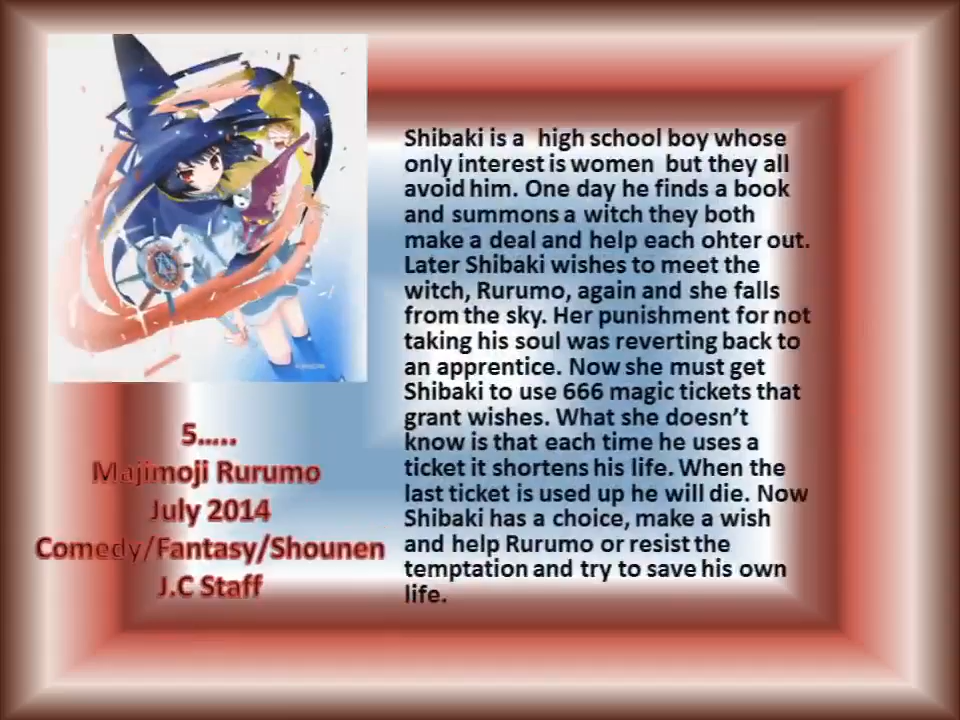 Shibaki is a high school boy whose
only interest is women but they all
avoid him. One day he finds a book
and summons a witch they both
make a deal and help each ohter out.
Later Shibaki wishes to meet the
witch, Rurumo, again and she falls
from the sky. Her punishment for not
taking his soul was reverting back to
an apprentice. Now she must get
Shibaki to use 666 magic tickets that
grant wishes. What she doesn't
know is that each time he uses a
ticket it shortens his life. When the
last ticket is used up he will die. Now
Shibaki has a choice, make a wish
and help Rurumo or resist the
temptation and try to save his own
life.
5.....
Majimoji Rurumo
July 2014
Comedy/Fantasy/Shounen
J.C Staff